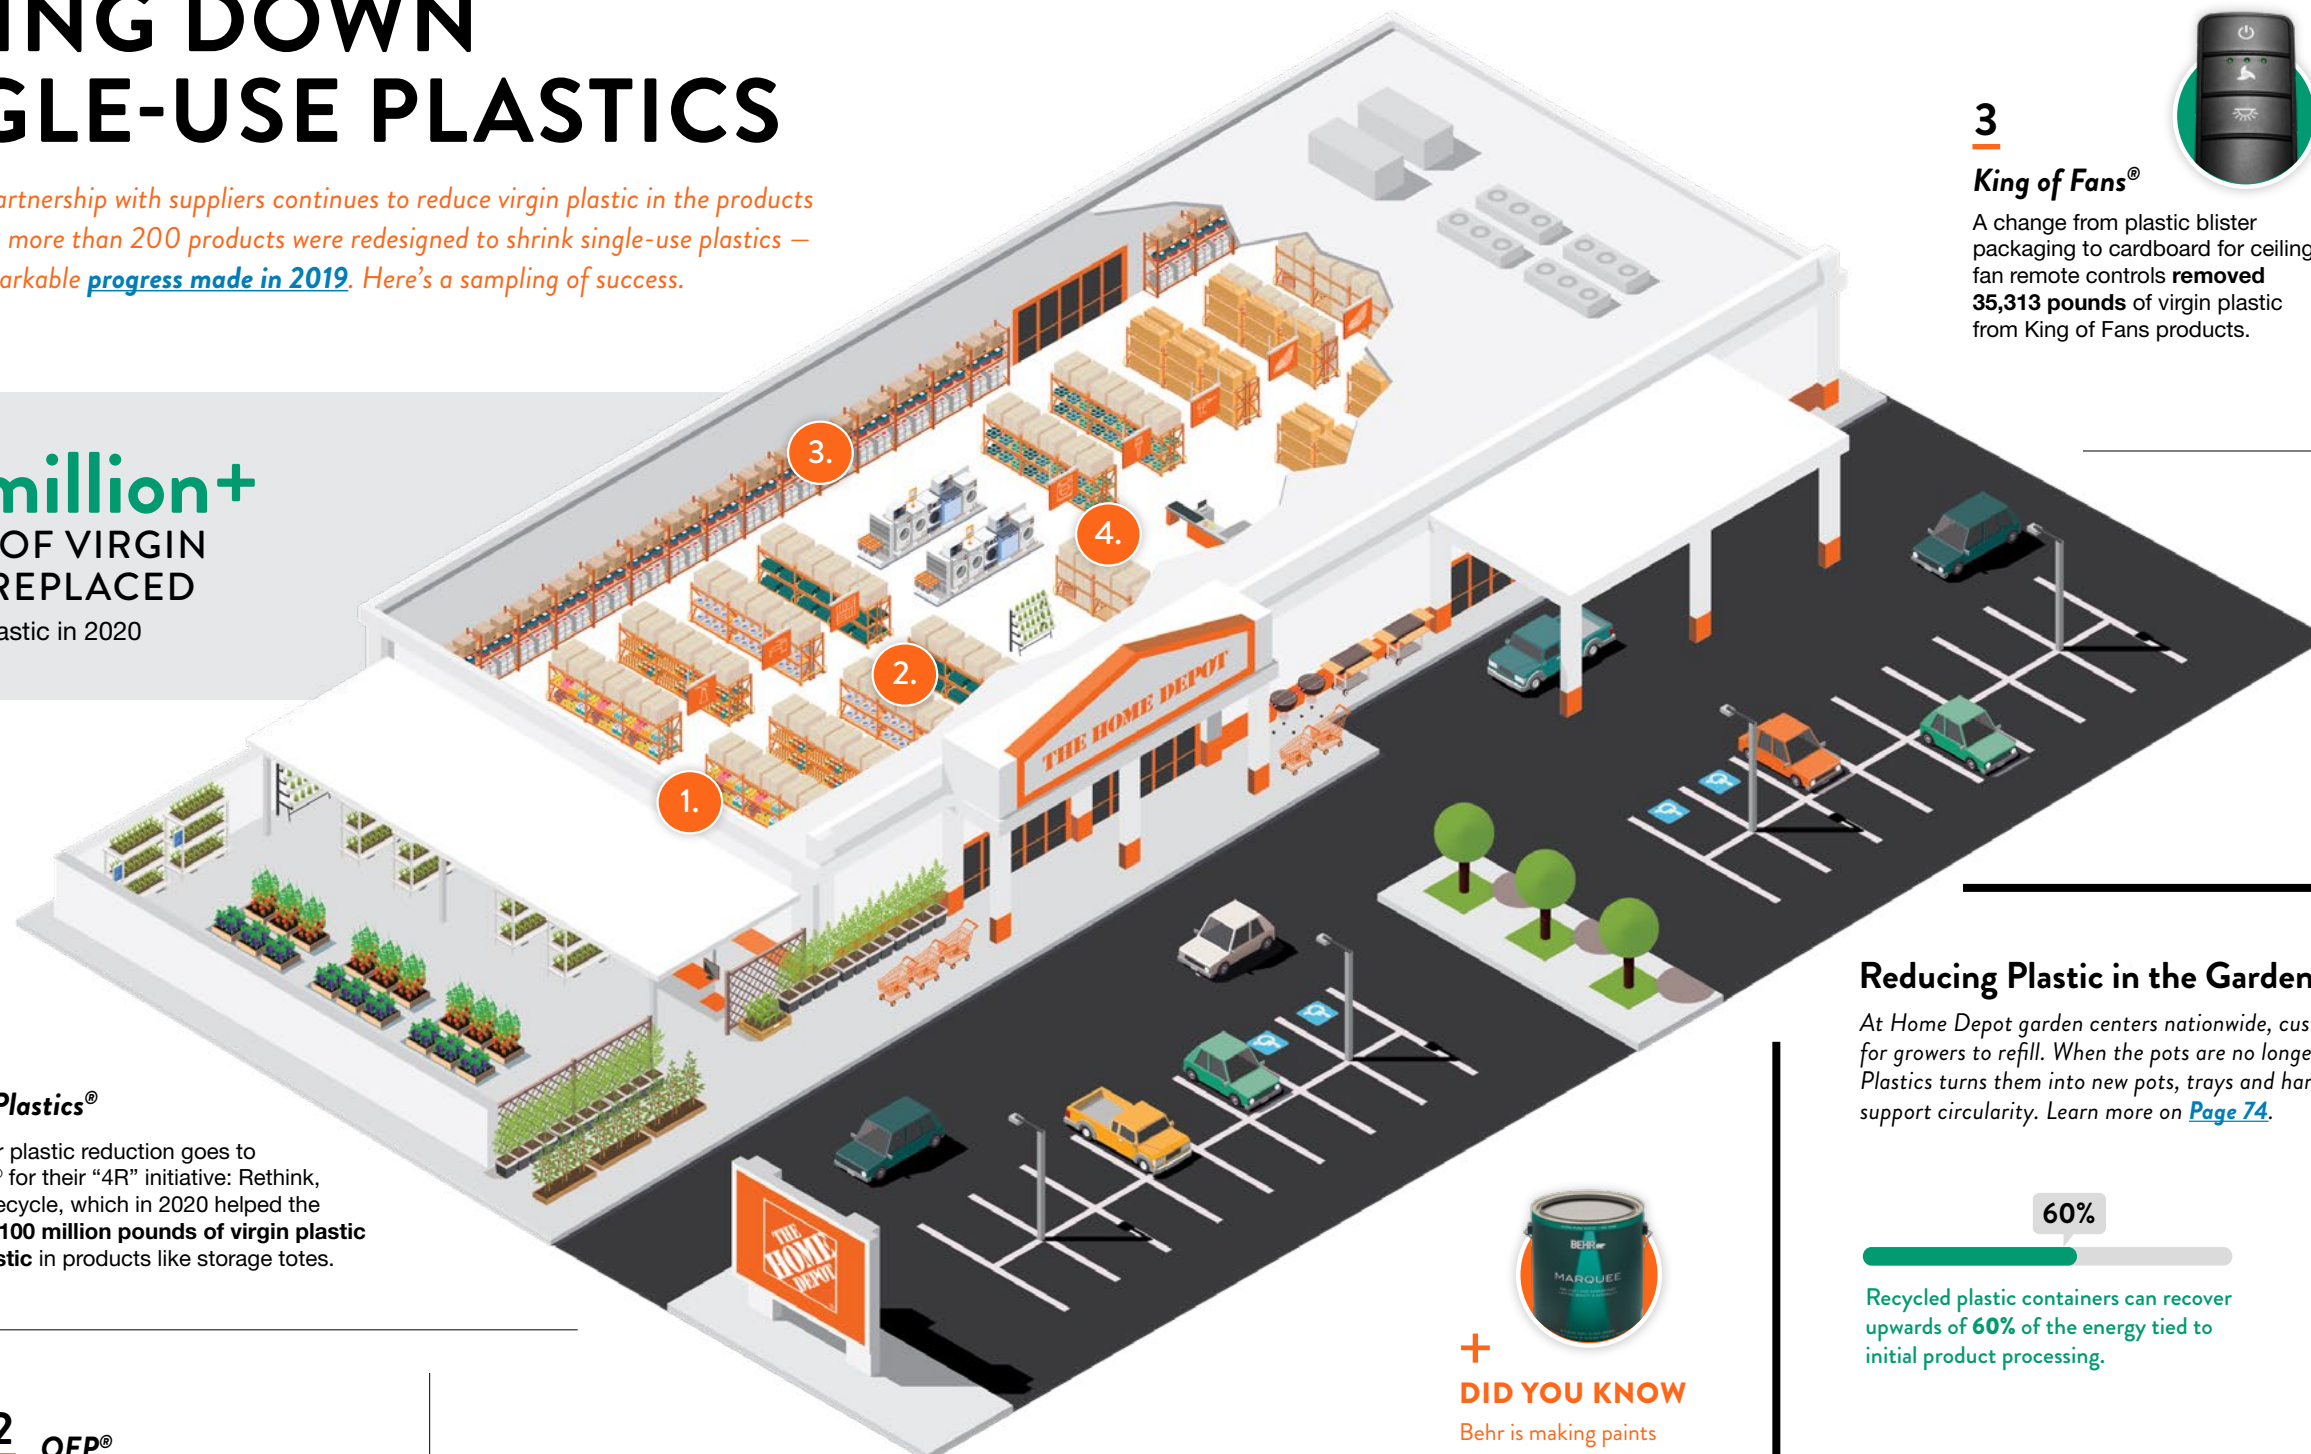 ING DOWN
GLE-USE PLASTICS
artnership with suppliers continues to reduce virgin plastic in the products
more than 200 products were redesigned to shrink single-use plastics —
arkable progress made in 2019. Here's a sampling of success.
million+
OF VIRGIN
REPLACED
astic in 2020
3
King of Fans®
A change from plastic blister
packaging to cardboard for ceiling
fan remote controls removed
35,313 pounds of virgin plastic
from King of Fans products.
3.
4.
2.
1.
THE HOME DEPOT
Plastics®
r plastic reduction goes to
® for their “4R” initiative: Rethink,
ecycle, which in 2020 helped the
100 million pounds of virgin plastic
stic in products like storage totes.
2
OEP®
THE
HOME
DEPOT
BEHR
MARQUEE
+
DID YOU KNOW
Behr is making paints
Reducing Plastic in the Garden
At Home Depot garden centers nationwide, cus
for growers to refill. When the pots are no longe
Plastics turns them into new pots, trays and har
support circularity. Learn more on Page 74.
60%
Recycled plastic containers can recover
upwards of 60% of the energy tied to
initial product processing.